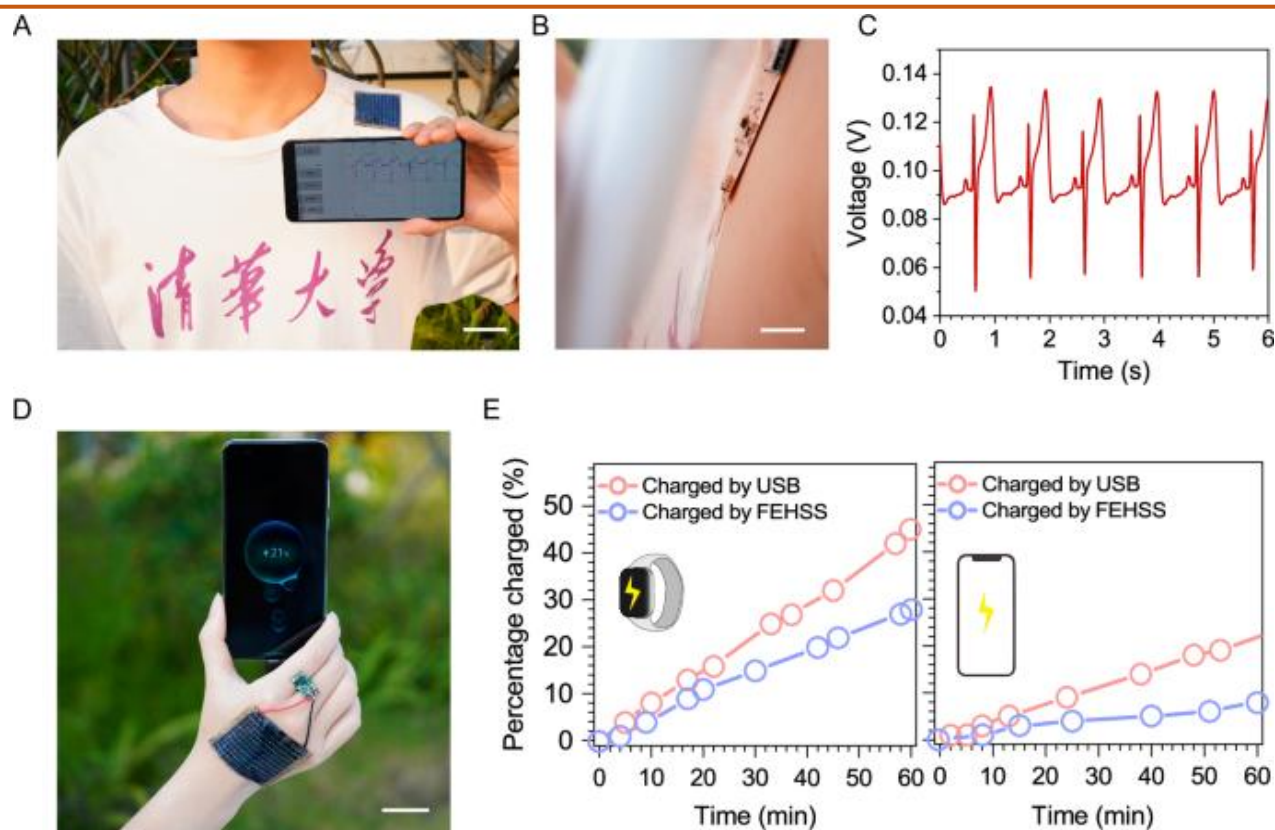 A
B
C
清華大学
0.14
0.12
0.10
0.08
0.06
0.04
Voltage (V)
0 1 2 3 4 5 6
Time (s)
D
E
Percentage charged (%)
50
40
30
20
10
0
Charged by USB
Charged by FEHSS
0 10 20 30 40 50 60
Time (min)
Charged by USB
Charged by FEHSS
0 10 20 30 40 50 60
Time (min)